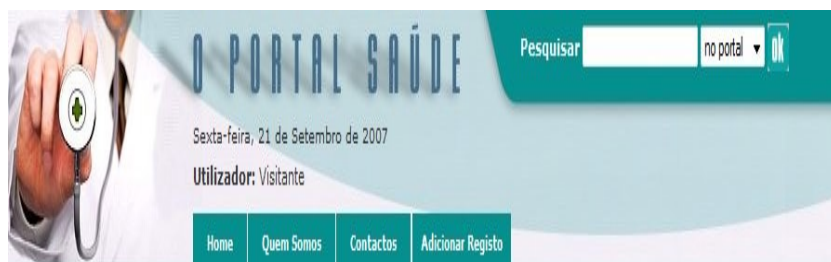 O PORTAL SAÚDE
Pesquisar no portal ok
Sexta-feira, 21 de Setembro de 2007
Utilizador: Visitante
Home Quem Somos Contactos Adicionar Registo